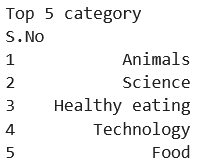 Top 5 category
S.No
1 Animals
2 Science
3 Healthy eating
4 Technology
5 Food